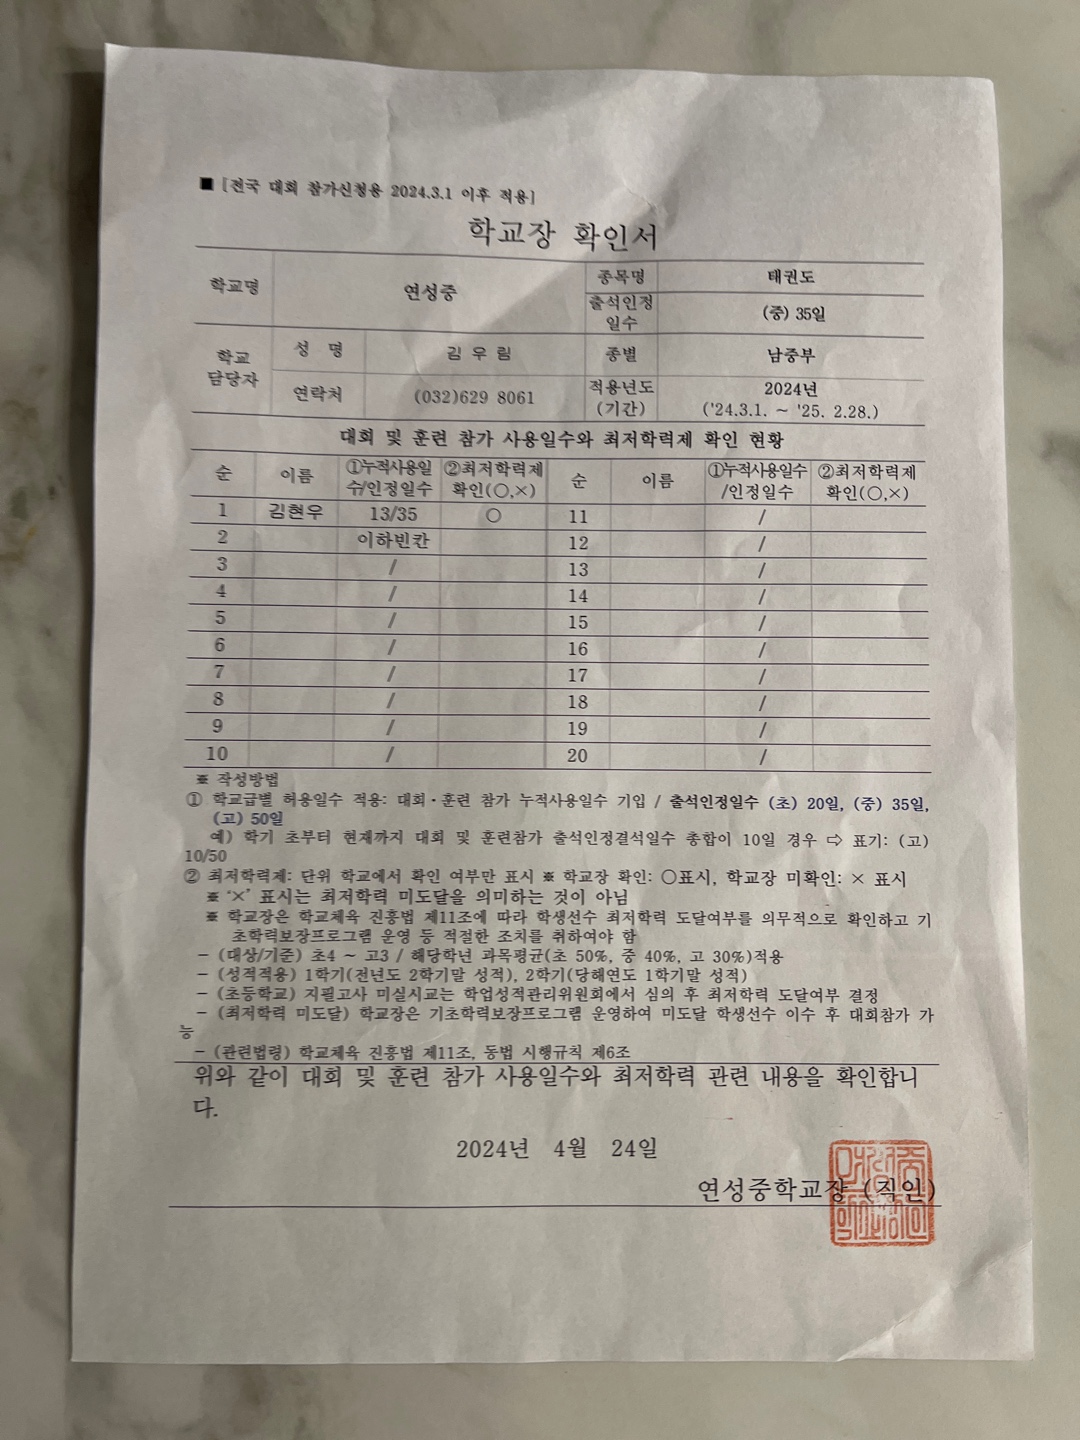 ■ [전국 대회 참가신청용 2024.3.1 이후 적용]
학교장 확인서
학교명 연성중 종목명 태권도
출석인정 일수 (중) 35일
학교 담당자 성 명 김 우 림 종별 남중부
연락처 (032)629 8061 적용년도 (기간) 2024년 ('24.3.1. ~ '25. 2.28.)
대회 및 훈련 참가 사용일수와 최저학력제 확인 현황
순 이름 ①누적사용일수/인정일수 ②최저학력제 확인(○,×) 순 이름 ①누적사용일수/인정일수 ②최저학력제 확인(○,×)
1 김현우 13/35 ○ 11 /
2 이하빈칸 12 /
3 / 13 /
4 / 14 /
5 / 15 /
6 / 16 /
7 / 17 /
8 / 18 /
9 / 19 /
10 / 20 /
※ 작성방법
① 학교급별 허용일수 적용: 대회·훈련 참가 누적사용일수 기입 / 출석인정일수 (초) 20일, (중) 35일,
(고) 50일
예) 학기 초부터 현재까지 대회 및 훈련참가 출석인정결석일수 총합이 10일 경우 ⇨ 표기: (고)
10/50
② 최저학력제: 단위 학교에서 확인 여부만 표시 ※ 학교장 확인: ○표시, 학교장 미확인: × 표시
※ ‘×’ 표시는 최저학력 미도달을 의미하는 것이 아님
※ 학교장은 학교체육 진흥법 제11조에 따라 학생선수 최저학력 도달여부를 의무적으로 확인하고 기
초학력보장프로그램 운영 등 적절한 조치를 취하여야 함
- (대상/기준) 초4 ~ 고3 / 해당학년 과목평균(초 50%, 중 40%, 고 30%)적용
- (성적적용) 1학기(전년도 2학기말 성적), 2학기(당해연도 1학기말 성적)
- (초등학교) 지필고사 미실시교는 학업성적관리위원회에서 심의 후 최저학력 도달여부 결정
- (최저학력 미도달) 학교장은 기초학력보장프로그램 운영하여 미도달 학생선수 이수 후 대회참가 가
능
- (관련법령) 학교체육 진흥법 제11조, 동법 시행규칙 제6조
위와 같이 대회 및 훈련 참가 사용일수와 최저학력 관련 내용을 확인합니
다.
2024년 4월 24일
연성중학교장 (직인)